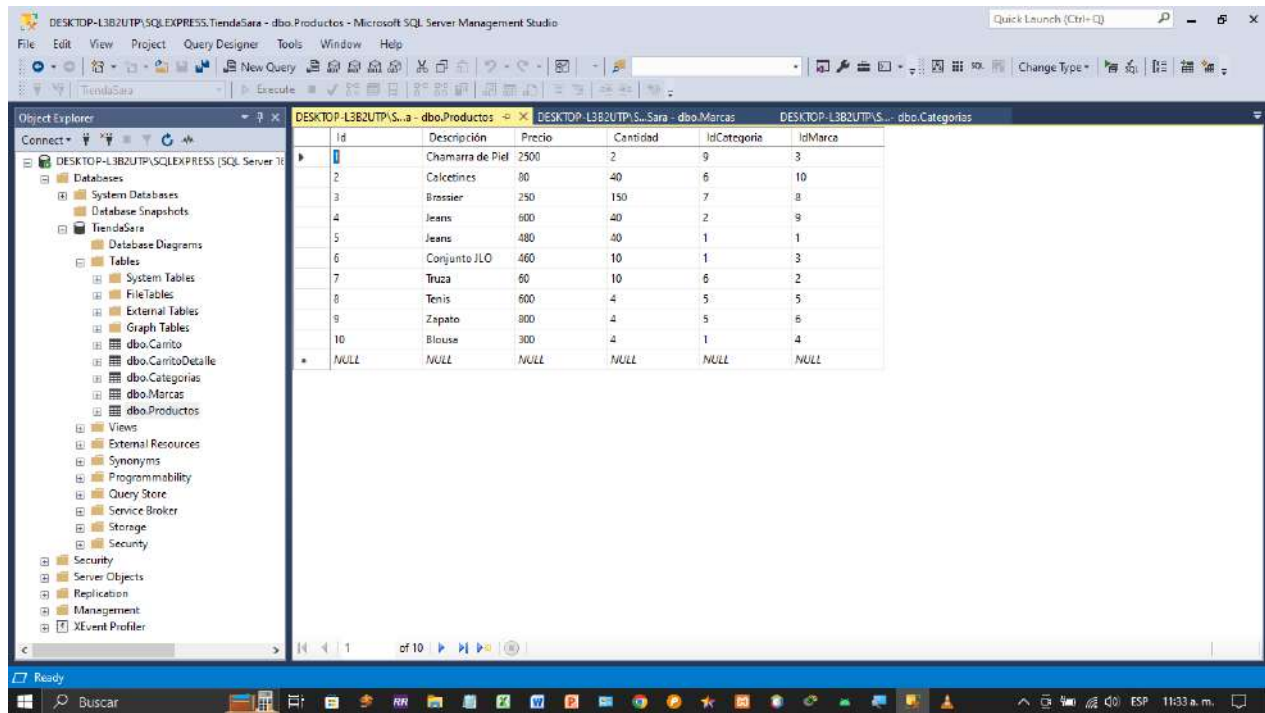 DESKTOP-L3B2UTP\SQLEXPRESS.TiendaSara - dbo.Productos - Microsoft SQL Server Management Studio
Quick Launch (Ctrl+Q)
File Edit View Project Query Designer Tools Window Help
New Query
Change Type
TiendaSara
Execute
Object Explorer
DESKTOP-L3B2UTP\S...a - dbo.Productos
DESKTOP-L3B2UTP\S...Sara - dbo.Marcas
DESKTOP-L3B2UTP\S...- dbo.Categorias
Connect
DESKTOP-L3B2UTP\SQLEXPRESS (SQL Server 16
Databases
System Databases
Database Snapshots
TiendaSara
Database Diagrams
Tables
System Tables
FileTables
External Tables
Graph Tables
dbo.Carrito
dbo.CarritoDetalle
dbo.Categorias
dbo.Marcas
dbo.Productos
Views
External Resources
Synonyms
Programmability
Query Store
Service Broker
Storage
Security
Security
Server Objects
Replication
Management
XEvent Profiler
Id Descripción Precio Cantidad IdCategoria IdMarca
1 Chamarra de Piel 2500 2 9 3
2 Calcetines 80 40 6 10
3 Brassier 250 150 7 8
4 Jeans 600 40 2 9
5 Jeans 480 40 1 1
6 Conjunto JLO 460 10 1 3
7 Truza 60 10 6 2
8 Tenis 600 4 5 5
9 Zapato 800 4 5 6
10 Blousa 300 4 1 4
NULL NULL NULL NULL NULL NULL
1 of 10
Ready
Buscar
ESP 11:33 a. m.